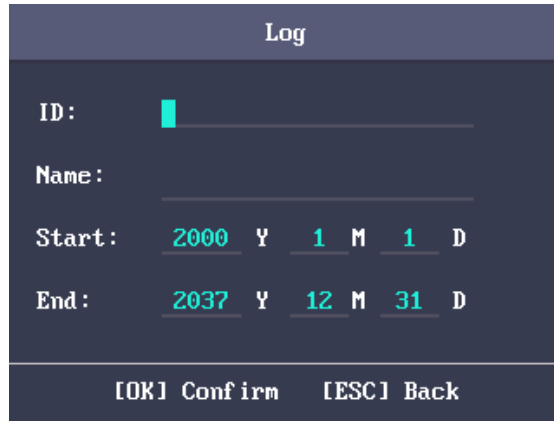 Log
ID:
Name:
Start: 2000 Y 1 M 1 D
End: 2037 Y 12 M 31 D
[OK] Confirm [ESC] Back